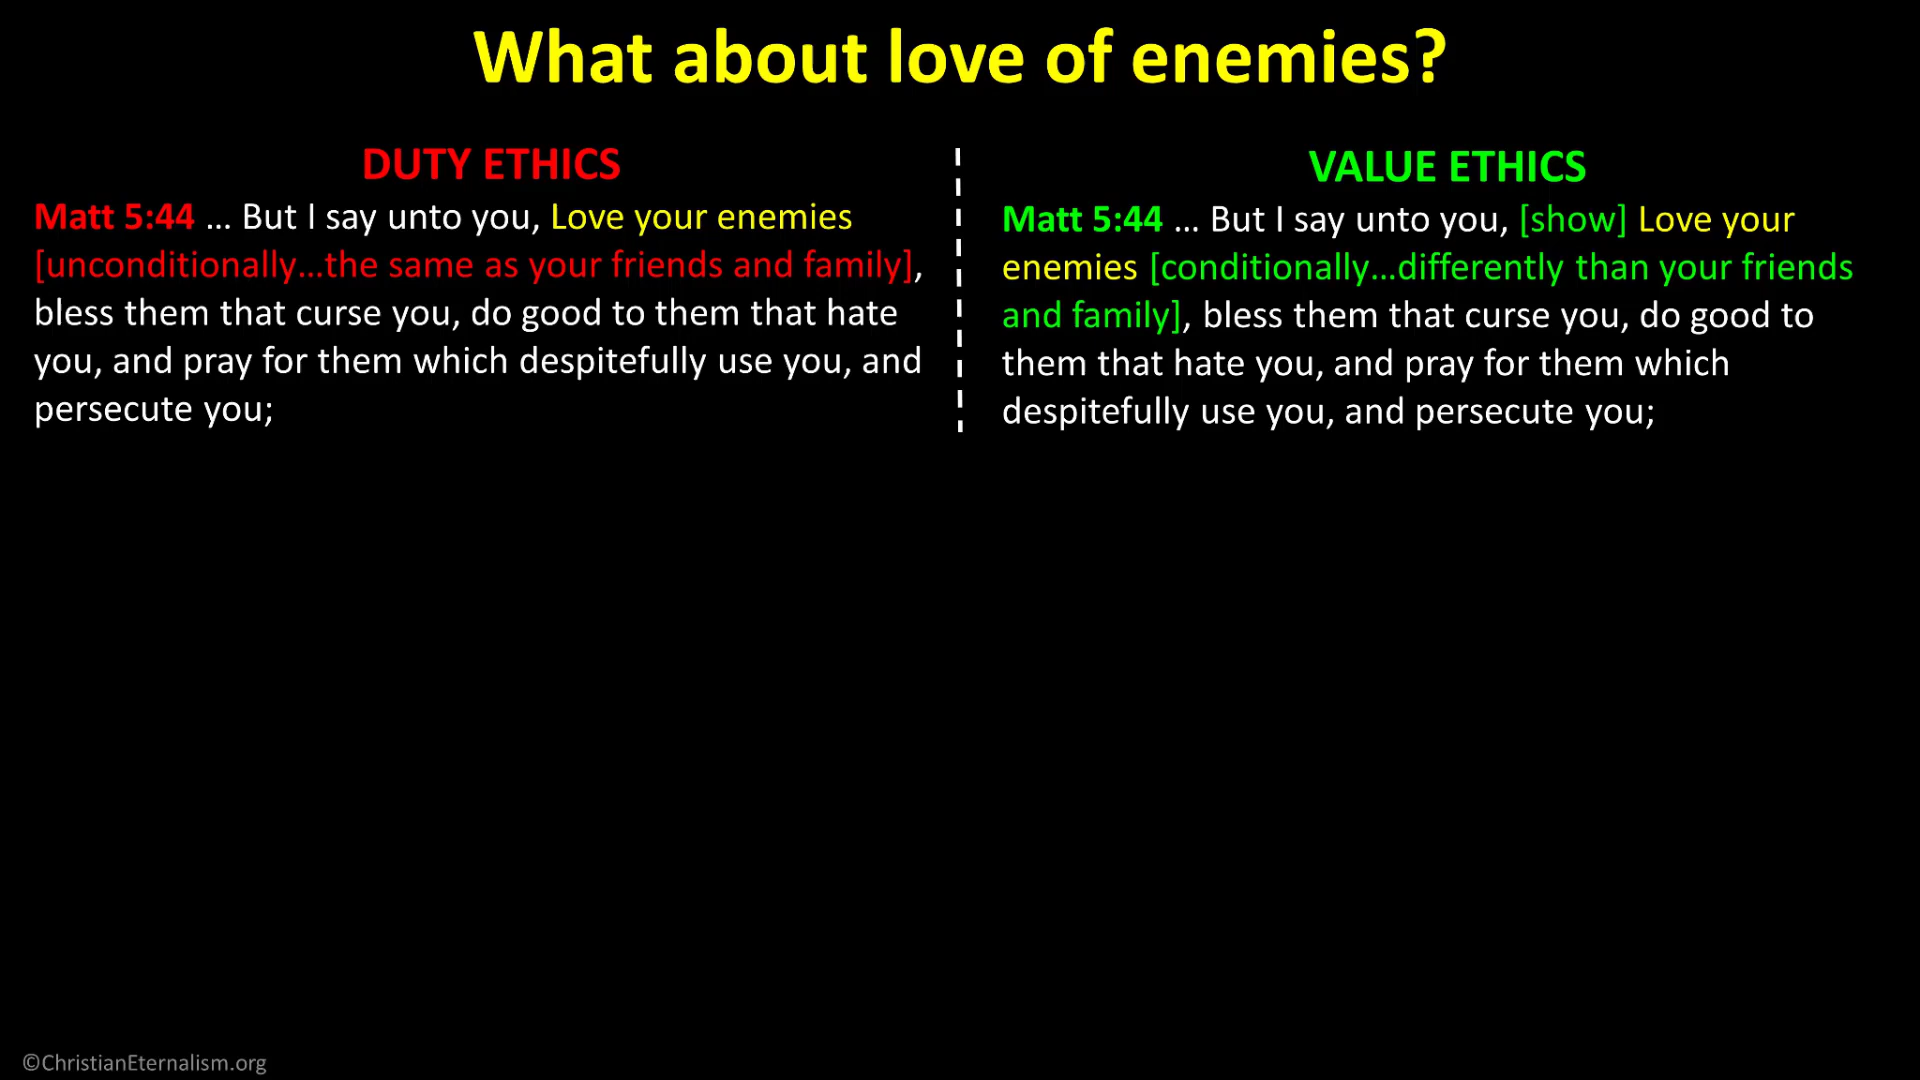 What about love of enemies?
DUTY ETHICS
Matt 5:44 … But I say unto you, Love your enemies
[unconditionally…the same as your friends and family],
bless them that curse you, do good to them that hate
you, and pray for them which despitefully use you, and
persecute you;
VALUE ETHICS
Matt 5:44 … But I say unto you, [show] Love your
enemies [conditionally…differently than your friends
and family], bless them that curse you, do good to
them that hate you, and pray for them which
despitefully use you, and persecute you;
©ChristianEternalism.org